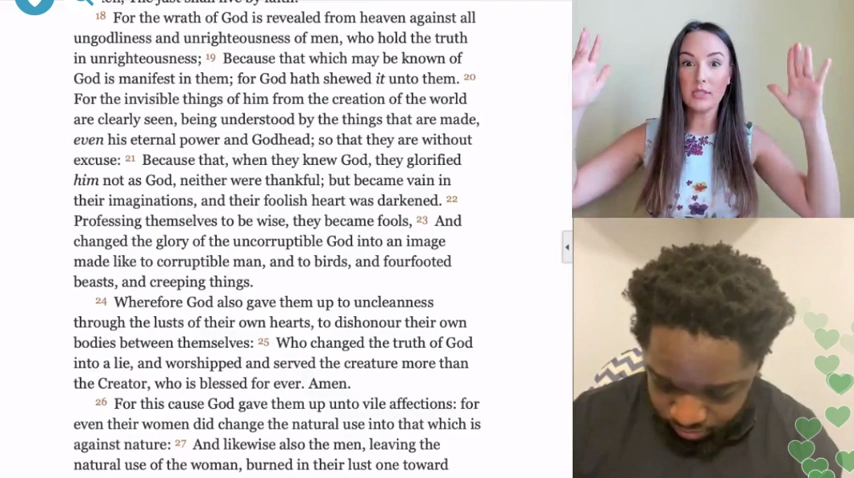 shall live by faith.
18 For the wrath of God is revealed from heaven against all
ungodliness and unrighteousness of men, who hold the truth
in unrighteousness; 19 Because that which may be known of
God is manifest in them; for God hath shewed it unto them. 20
For the invisible things of him from the creation of the world
are clearly seen, being understood by the things that are made,
even his eternal power and Godhead; so that they are without
excuse: 21 Because that, when they knew God, they glorified
him not as God, neither were thankful; but became vain in
their imaginations, and their foolish heart was darkened. 22
Professing themselves to be wise, they became fools, 23 And
changed the glory of the uncorruptible God into an image
made like to corruptible man, and to birds, and fourfooted
beasts, and creeping things.
24 Wherefore God also gave them up to uncleanness
through the lusts of their own hearts, to dishonour their own
bodies between themselves: 25 Who changed the truth of God
into a lie, and worshipped and served the creature more than
the Creator, who is blessed for ever. Amen.
26 For this cause God gave them up unto vile affections: for
even their women did change the natural use into that which is
against nature: 27 And likewise also the men, leaving the
natural use of the woman, burned in their lust one toward